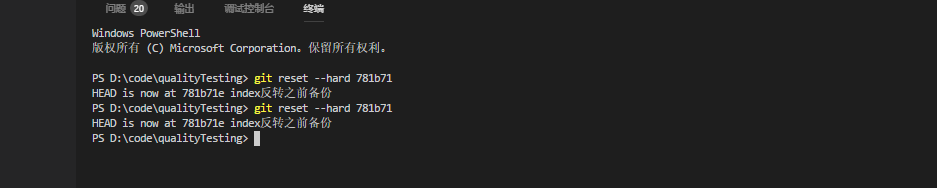 问题 20 输出 调试控制台 终端
Windows PowerShell
版权所有 (C) Microsoft Corporation。保留所有权利。
PS D:\code\qualityTesting> git reset --hard 781b71
HEAD is now at 781b71e index反转之前备份
PS D:\code\qualityTesting> git reset --hard 781b71
HEAD is now at 781b71e index反转之前备份
PS D:\code\qualityTesting>